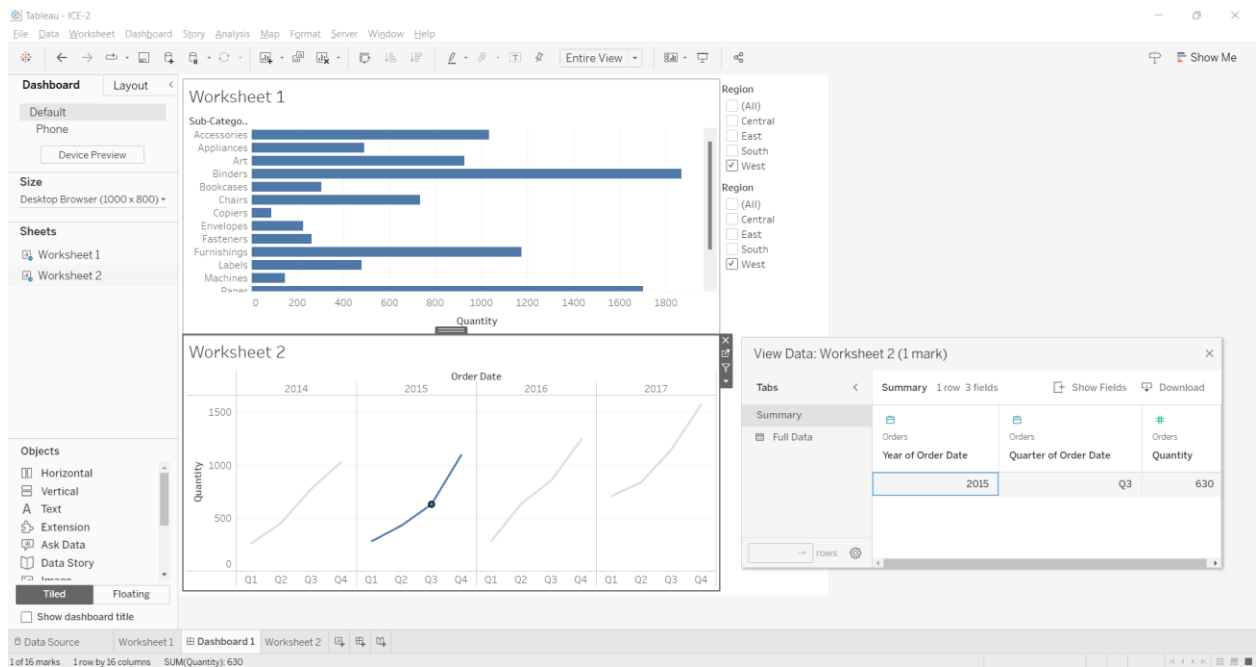 Tableau - ICE-2
File Data Worksheet Dashboard Story Analysis Map Format Server Window Help
Entire View
Show Me
Dashboard Layout <
Default
Phone
Device Preview
Size
Desktop Browser (1000 x 800)
Sheets
Worksheet 1
Worksheet 2
Objects
Horizontal
Vertical
A Text
Extension
Ask Data
Data Story
Image
Tiled Floating
Show dashboard title
Worksheet 1
Sub-Catego..
Accessories
Appliances
Art
Binders
Bookcases
Chairs
Copiers
Envelopes
Fasteners
Furnishings
Labels
Machines
Paper
0 200 400 600 800 1000 1200 1400 1600 1800
Quantity
Region
(All)
Central
East
South
West
Region
(All)
Central
East
South
West
Worksheet 2
Order Date
2014 2015 2016 2017
Quantity
1500
1000
500
0
Q1 Q2 Q3 Q4 Q1 Q2 Q3 Q4 Q1 Q2 Q3 Q4 Q1 Q2 Q3 Q4
View Data: Worksheet 2 (1 mark)
Tabs <
Summary
Full Data
→ rows
Summary 1 row 3 fields Show Fields Download
# 
Orders Orders Orders
Year of Order Date Quarter of Order Date Quantity
2015 Q3 630
Data Source Worksheet 1 Dashboard 1 Worksheet 2
1 of 16 marks 1 row by 16 columns SUM(Quantity): 630